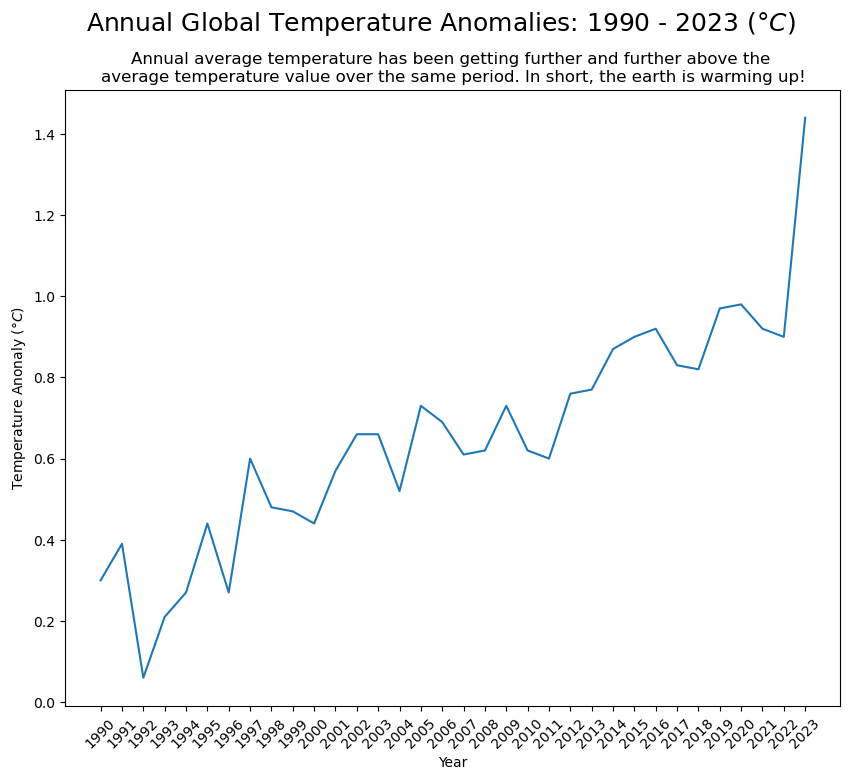 Annual Global Temperature Anomalies: 1990 - 2023 (°C)
Annual average temperature has been getting further and further above the
average temperature value over the same period. In short, the earth is warming up!
1.4
1.2
1.0
0.8
0.6
0.4
0.2
0.0
Temperature Anonaly (°C)
1990 1991 1992 1993 1994 1995 1996 1997 1998 1999 2000 2001 2002 2003 2004 2005 2006 2007 2008 2009 2010 2011 2012 2013 2014 2015 2016 2017 2018 2019 2020 2021 2022 2023
Year